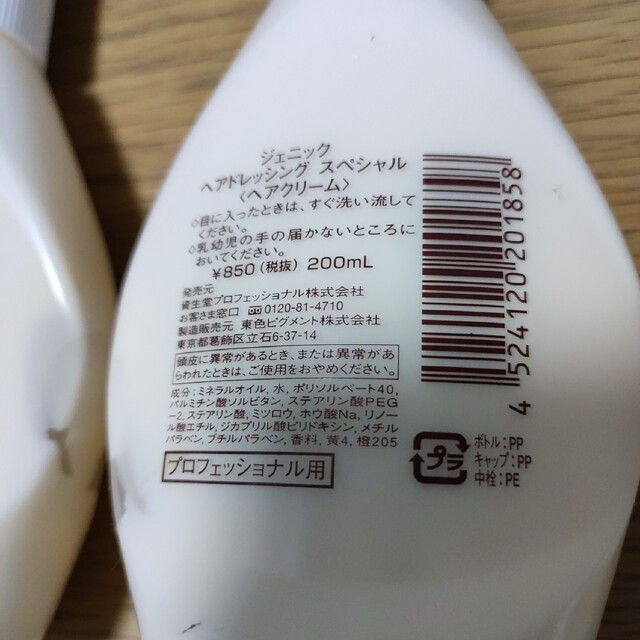 ジェニック
ヘアドレッシング スペシャル
〈ヘアクリーム〉
◇目に入ったときは、すぐ洗い流して
ください。
◇乳幼児の手の届かないところに
おいてください。
¥850(税抜) 200mL
発売元
資生堂プロフェッショナル株式会社
お客さま窓口 0120-81-4710
製造販売元 東色ピグメント株式会社
東京都葛飾区立石6-37-14
頭皮に異常があるとき、または異常があ
らわれたときは、ご使用をおやめください。
成分:ミネラルオイル、水、ポリソルベート40、
パルミチン酸ソルビタン、ステアリン酸PEG
-2、ステアリン酸、ミツロウ、ホウ酸Na、リノー
ル酸エチル、ジカプリル酸ピリドキシン、メチル
パラベン、ブチルパラベン、香料、黄4、橙205
プロフェッショナル用
4 524120 201858
プラ
ボトル:PP
キャップ:PP
中栓:PE